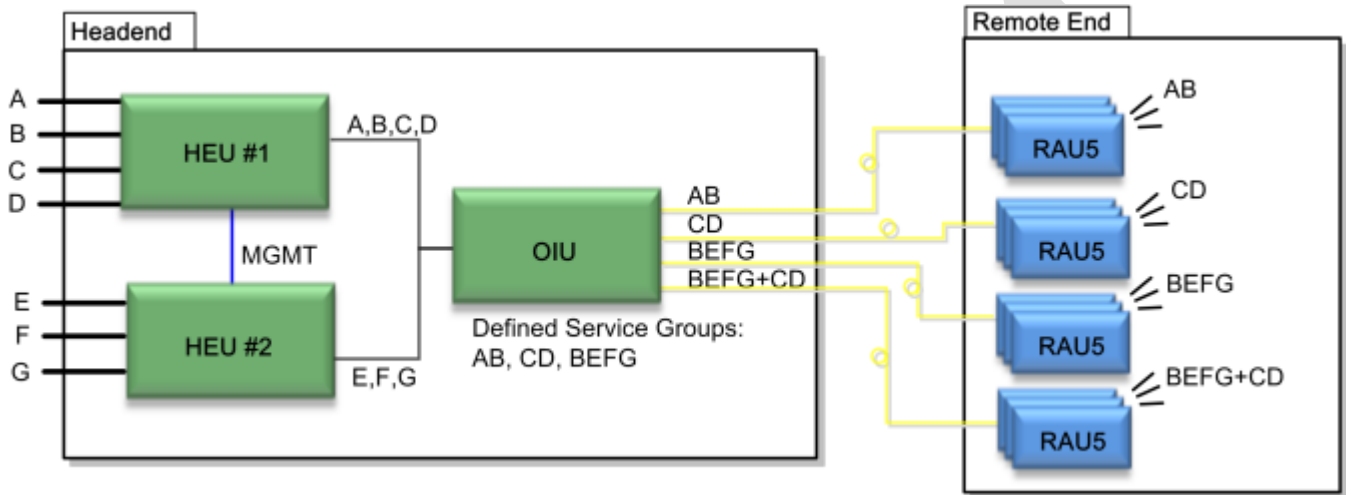 Headend
Remote End
A
B
C
D
HEU #1
A,B,C,D
MGMT
E
F
G
HEU #2
E,F,G
OIU
Defined Service Groups:
AB, CD, BEFG
AB
CD
BEFG
BEFG+CD
RAU5
AB
RAU5
CD
RAU5
BEFG
RAU5
BEFG+CD